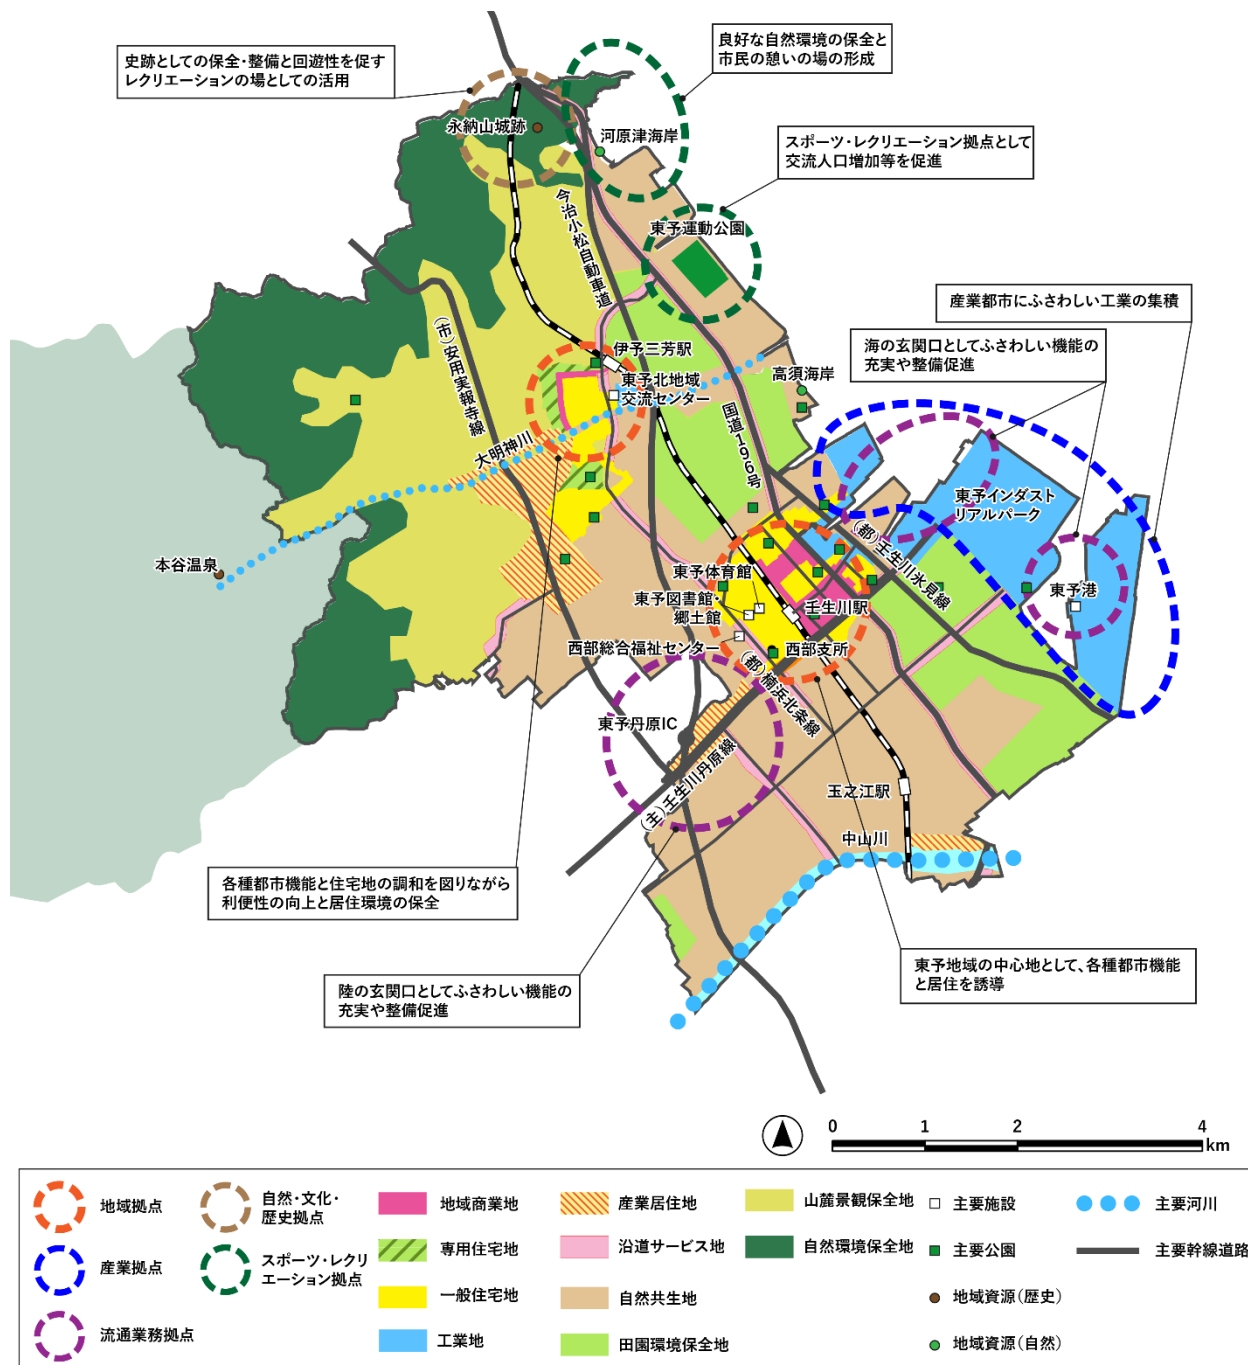 史跡としての保全・整備と回遊性を促す
レクリエーションの場としての活用
良好な自然環境の保全と
市民の憩いの場の形成
スポーツ・レクリエーション拠点として
交流人口増加等を促進
産業都市にふさわしい工業の集積
海の玄関口としてふさわしい機能の
充実や整備促進
永納山城跡
河原津海岸
今治小松自動車道
東予運動公園
(市)安用実報寺線
伊予三芳駅
東予北地域
交流センター
高須海岸
国道196号
大明神川
本谷温泉
東予インダスト
リアルパーク
(都)壬生川氷見線
東予港
東予体育館
東予図書館・
郷土館
壬生川駅
西部総合福祉センター
西部支所
(都)楠浜北条線
東予丹原IC
(主)壬生川丹原線
玉之江駅
中山川
各種都市機能と住宅地の調和を図りながら
利便性の向上と居住環境の保全
陸の玄関口としてふさわしい機能の
充実や整備促進
東予地域の中心地として、各種都市機能
と居住を誘導
0 1 2 4
km
地域拠点
産業拠点
流通業務拠点
自然・文化・
歴史拠点
スポーツ・レクリ
エーション拠点
地域商業地
専用住宅地
一般住宅地
工業地
産業居住地
沿道サービス地
自然共生地
田園環境保全地
山麓景観保全地
自然環境保全地
主要施設
主要公園
地域資源(歴史)
地域資源(自然)
主要河川
主要幹線道路